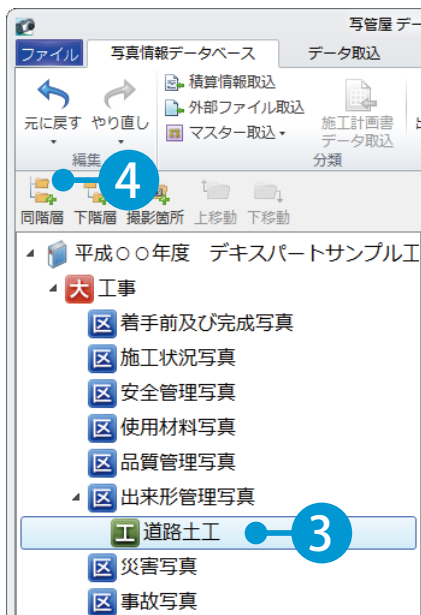 写管屋 デー
ファイル 写真情報データベース データ取込
元に戻す やり直し 積算情報取込
外部ファイル取込
マスター取込
施工計画書
データ取込
編集 分類
4
同階層 下階層 撮影箇所 上移動 下移動
平成○○年度 デキスパートサンプル工
大 工事
区 着手前及び完成写真
区 施工状況写真
区 安全管理写真
区 使用材料写真
区 品質管理写真
区 出来形管理写真
工 道路土工 3
区 災害写真
区 事故写真